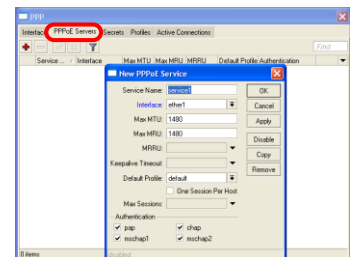 PPP
Interface PPPoE Servers Secrets Profiles Active Connections
Find
Service ... Interface Max MTU Max MRU MRRU Default Profile Authentication
New PPPoE Service
Service Name: service1
Interface: ether1
Max MTU: 1480
Max MRU: 1480
MRRU:
Keepalive Timeout:
Default Profile: default
One Session Per Host
Max Sessions:
Authentication
pap chap
mschap1 mschap2
OK
Cancel
Apply
Disable
Copy
Remove
0 items
disabled